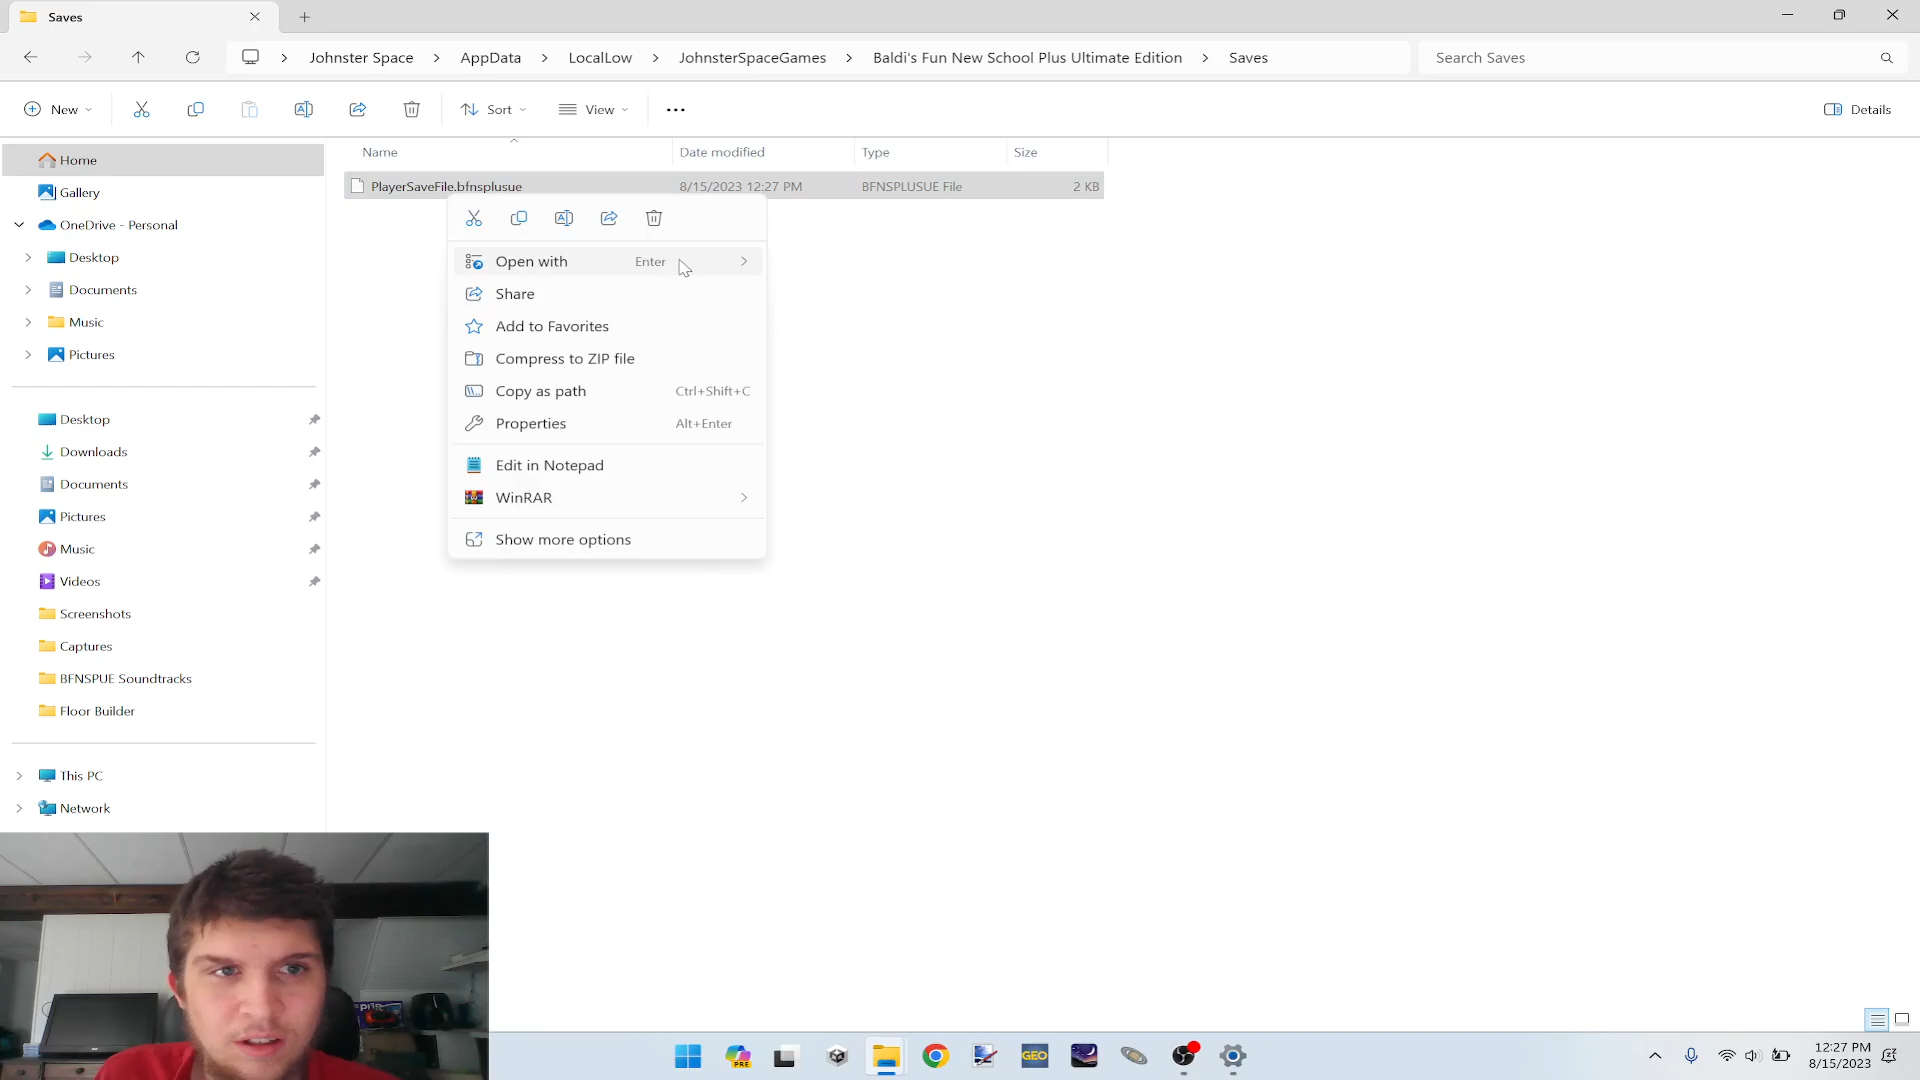 Saves
Johnster Space > AppData > LocalLow > JohnsterSpaceGames > Baldi's Fun New School Plus Ultimate Edition > Saves
Search Saves
New
Sort
View
Details
Name
Date modified
Type
Size
PlayerSaveFile.bfnsplusue
8/15/2023 12:27 PM
BFNSPLUSUE File
2 KB
Home
Gallery
OneDrive - Personal
Desktop
Documents
Music
Pictures
Desktop
Downloads
Documents
Pictures
Music
Videos
Screenshots
Captures
BFNSPUE Soundtracks
Floor Builder
This PC
Network
Open with Enter
Share
Add to Favorites
Compress to ZIP file
Copy as path Ctrl+Shift+C
Properties Alt+Enter
Edit in Notepad
WinRAR
Show more options
PRE
GEO
12:27 PM
8/15/2023